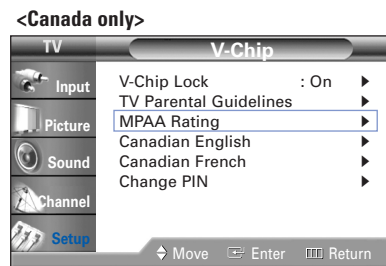 <Canada only>
TV
V-Chip
Input
Picture
Sound
Channel
Setup
V-Chip Lock : On
TV Parental Guidelines
MPAA Rating
Canadian English
Canadian French
Change PIN
Move Enter Return